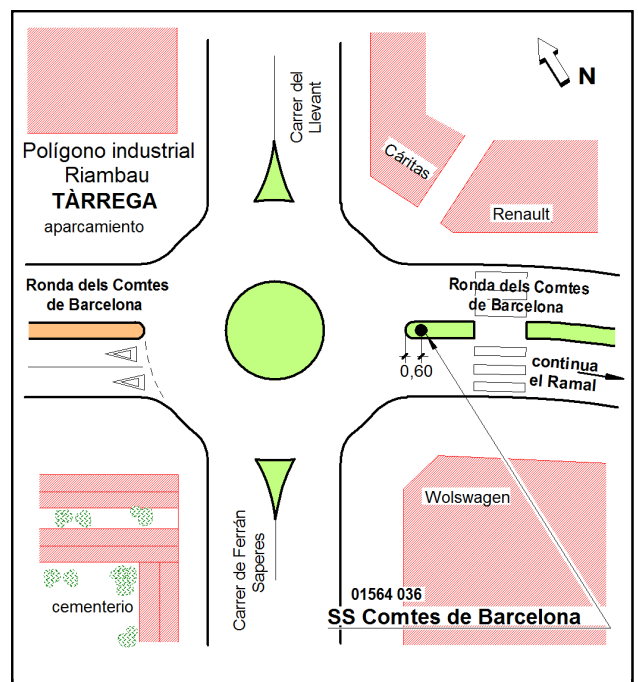 N
Carrer del
Llevant
Polígono industrial
Riambau
TÀRREGA
aparcamiento
Cáritas
Renault
Ronda dels Comtes
de Barcelona
Ronda dels Comtes
de Barcelona
0,60
continua
el Ramal
Wolswagen
Carrer de Ferrán
Saperes
cementerio
01564 036
SS Comtes de Barcelona